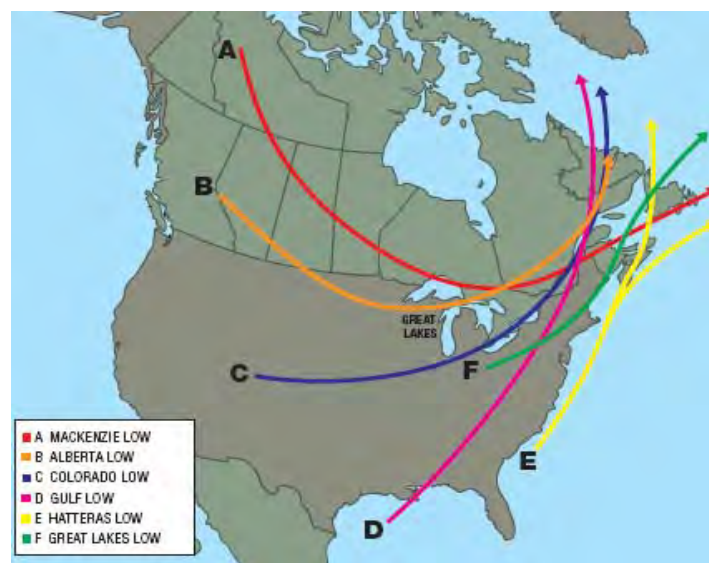 A
B
GREAT
LAKES
C
F
E
D
A MACKENZIE LOW
B ALBERTA LOW
C COLORADO LOW
D GULF LOW
E HATTERAS LOW
F GREAT LAKES LOW